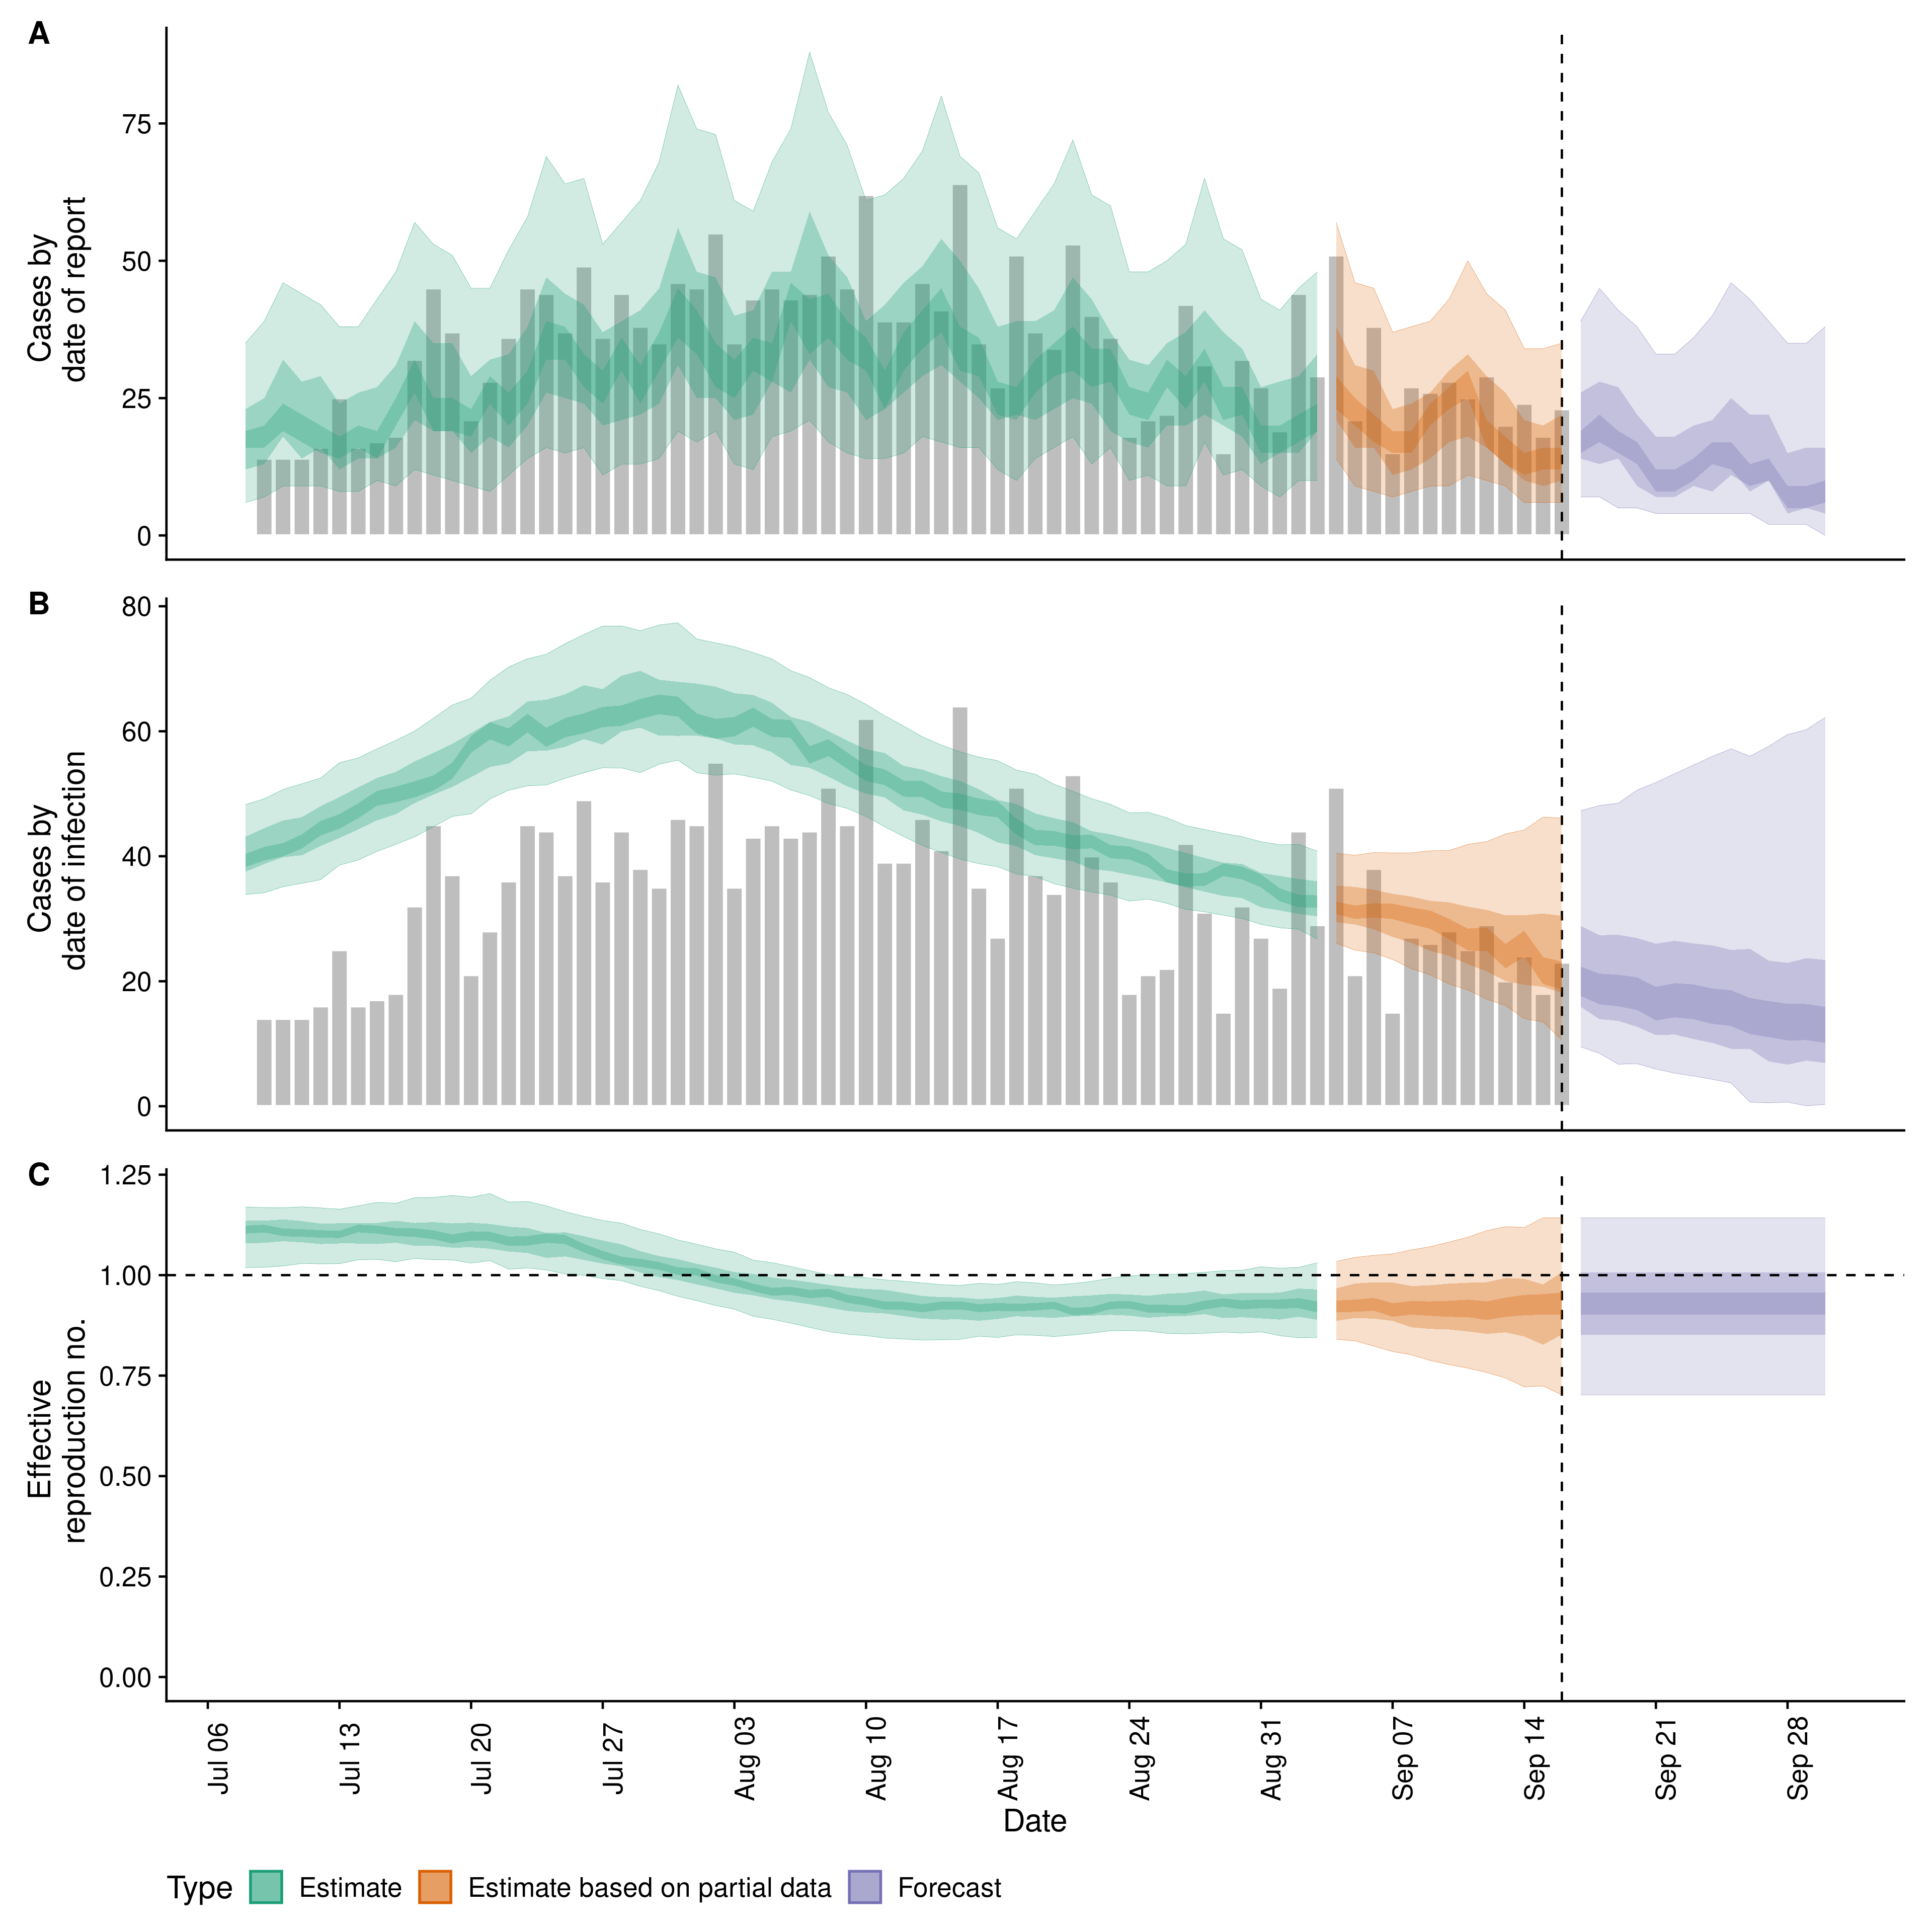 A
Cases by
date of report
75
50
25
0
B
Cases by
date of infection
80
60
40
20
0
C
Effective
reproduction no.
1.25
1.00
0.75
0.50
0.25
0.00
Jul 06
Jul 13
Jul 20
Jul 27
Aug 03
Aug 10
Aug 17
Aug 24
Aug 31
Sep 07
Sep 14
Sep 21
Sep 28
Date
Type Estimate Estimate based on partial data Forecast